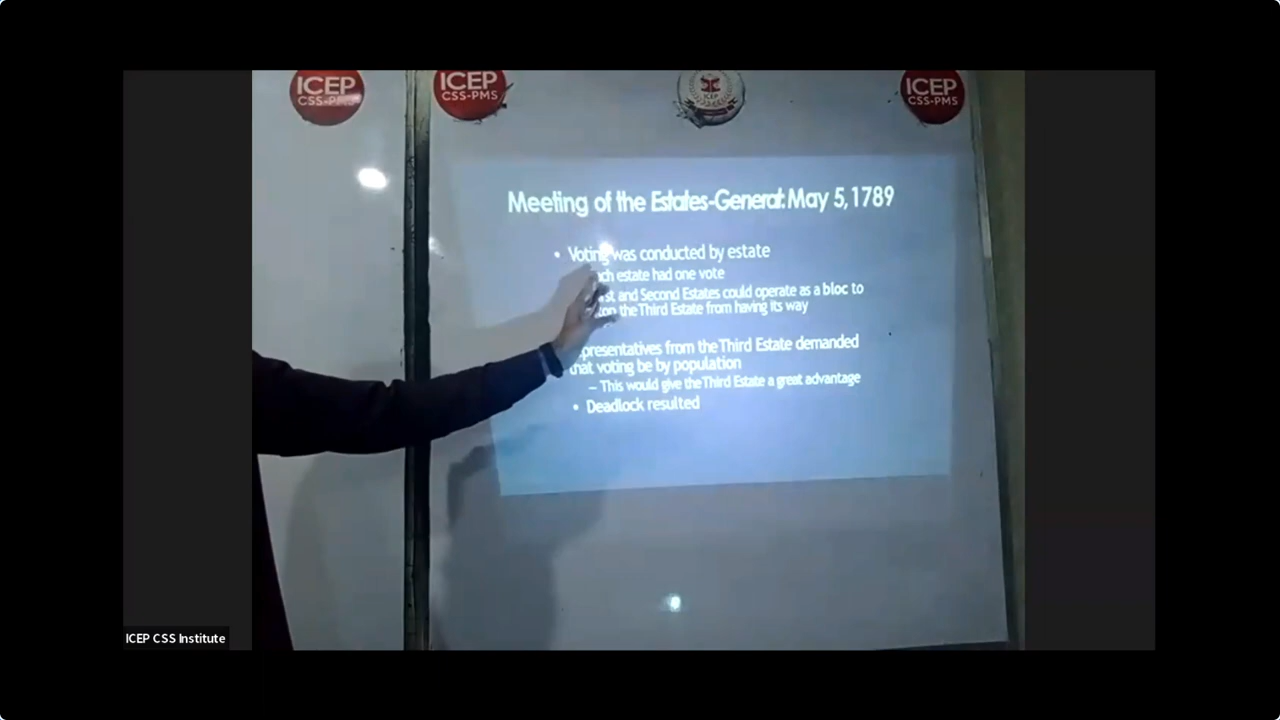 ICEP
CSS-PMS
ICEP
CSS-PMS
ICEP
ICEP
CSS-PMS
Meeting of the Estates-General: May 5, 1789
• Voting was conducted by estate
estate had one vote
and Second Estates could operate as a bloc to
the Third Estate from having its way
presentatives from the Third Estate demanded
that voting be by population
– This would give the Third Estate a great advantage
• Deadlock resulted
ICEP CSS Institute